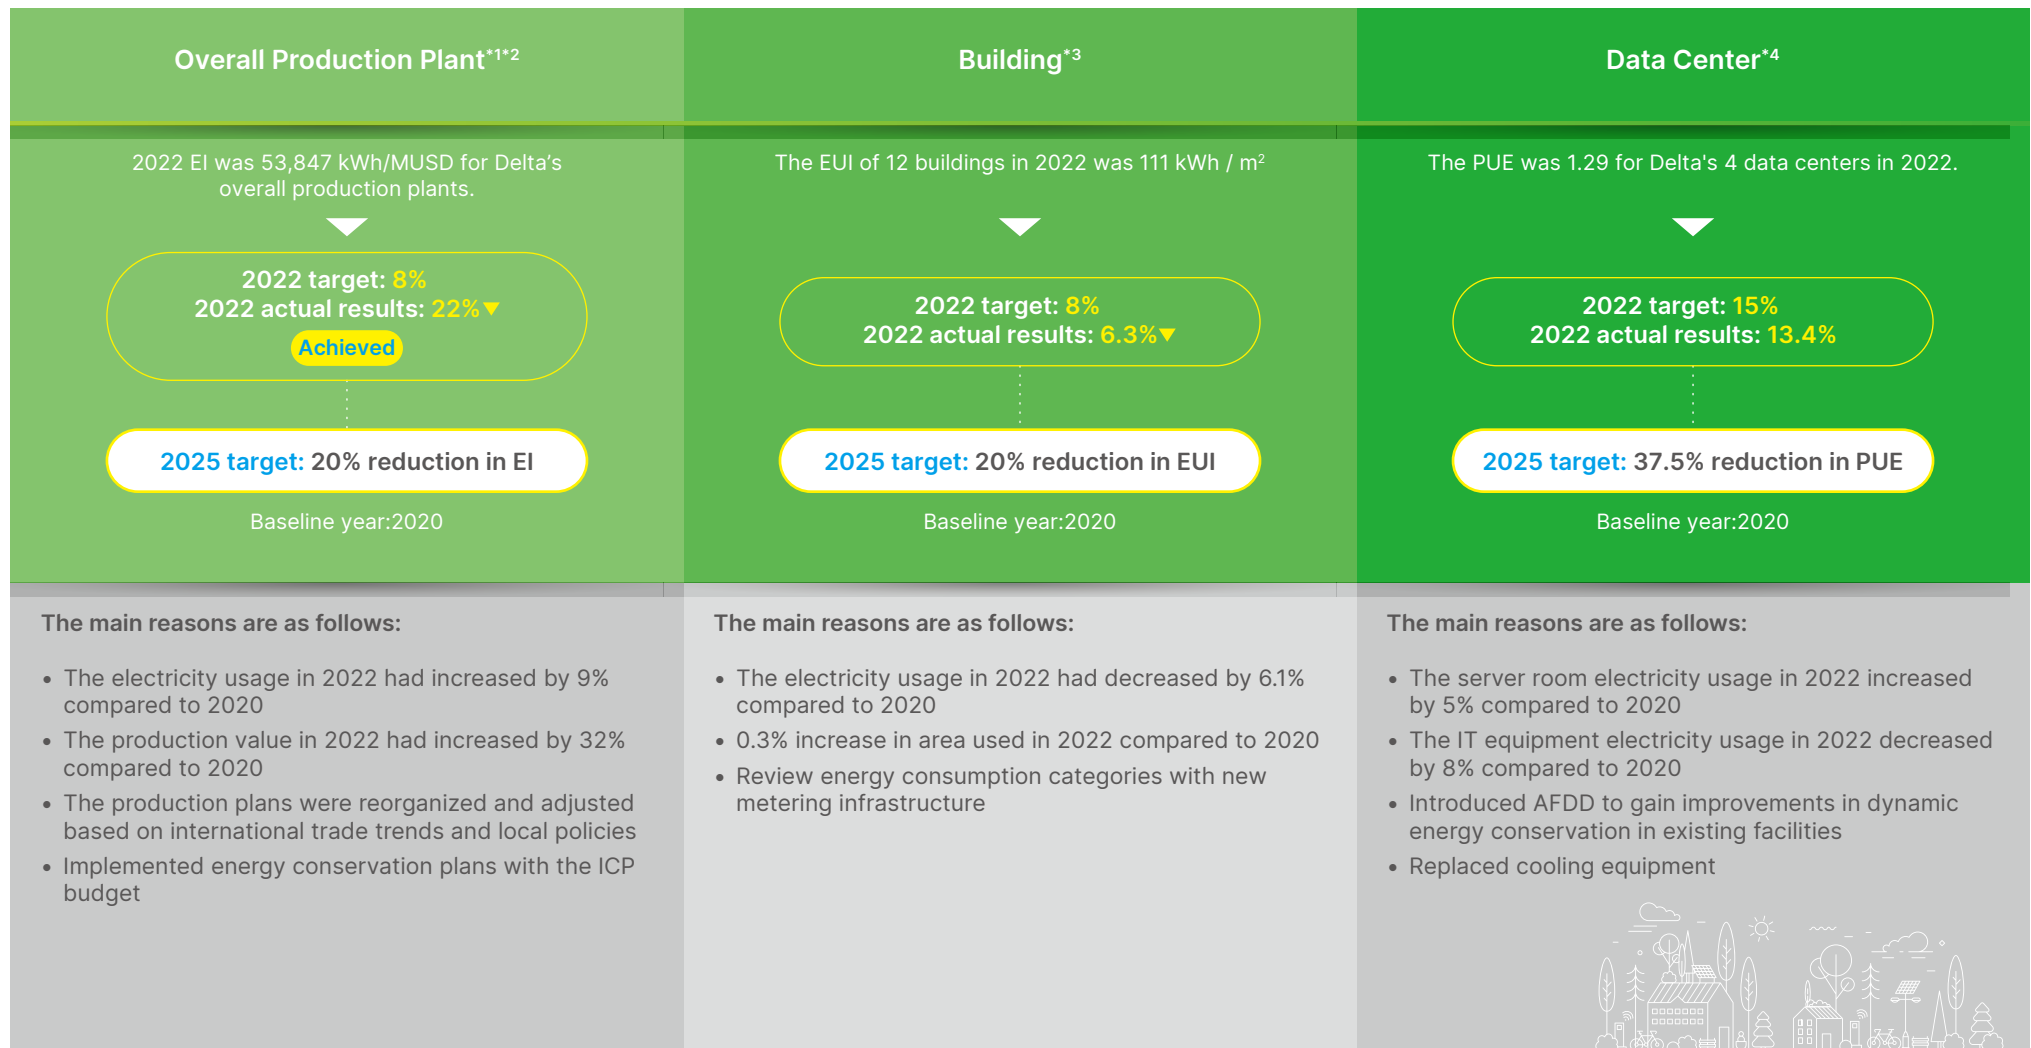 Overall Production Plant*1*2
2022 EI was 53,847 kWh/MUSD for Delta's
overall production plants.
2022 target: 8%
2022 actual results: 22%▼
Achieved
2025 target: 20% reduction in EI
Baseline year:2020
The main reasons are as follows:
• The electricity usage in 2022 had increased by 9%
compared to 2020
• The production value in 2022 had increased by 32%
compared to 2020
• The production plans were reorganized and adjusted
based on international trade trends and local policies
• Implemented energy conservation plans with the ICP
budget
Building*3
The EUI of 12 buildings in 2022 was 111 kWh / m²
2022 target: 8%
2022 actual results: 6.3%▼
2025 target: 20% reduction in EUI
Baseline year:2020
The main reasons are as follows:
• The electricity usage in 2022 had decreased by 6.1%
compared to 2020
• 0.3% increase in area used in 2022 compared to 2020
• Review energy consumption categories with new
metering infrastructure
Data Center*4
The PUE was 1.29 for Delta's 4 data centers in 2022.
2022 target: 15%
2022 actual results: 13.4%
2025 target: 37.5% reduction in PUE
Baseline year:2020
The main reasons are as follows:
• The server room electricity usage in 2022 increased
by 5% compared to 2020
• The IT equipment electricity usage in 2022 decreased
by 8% compared to 2020
• Introduced AFDD to gain improvements in dynamic
energy conservation in existing facilities
• Replaced cooling equipment